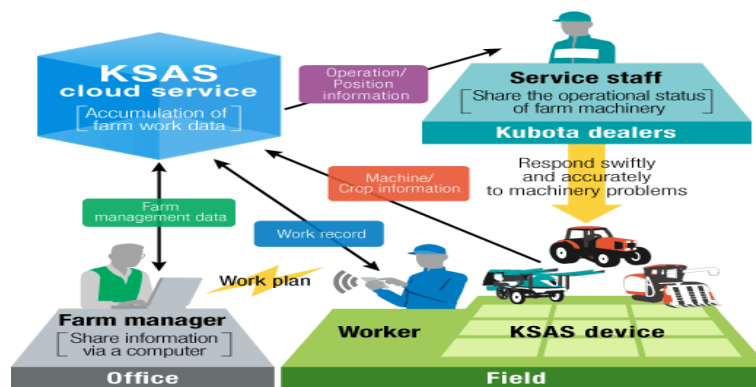 KSAS
cloud service
[Accumulation of
farm work data]
Operation/
Position
information
Service staff
[Share the operational status
of farm machinery]
Kubota dealers
Respond swiftly
and accurately
to machinery problems
Machine/
Crop information
Farm
management data
Work record
Work plan
Farm manager
[Share information
via a computer]
Office
Worker
KSAS device
Field